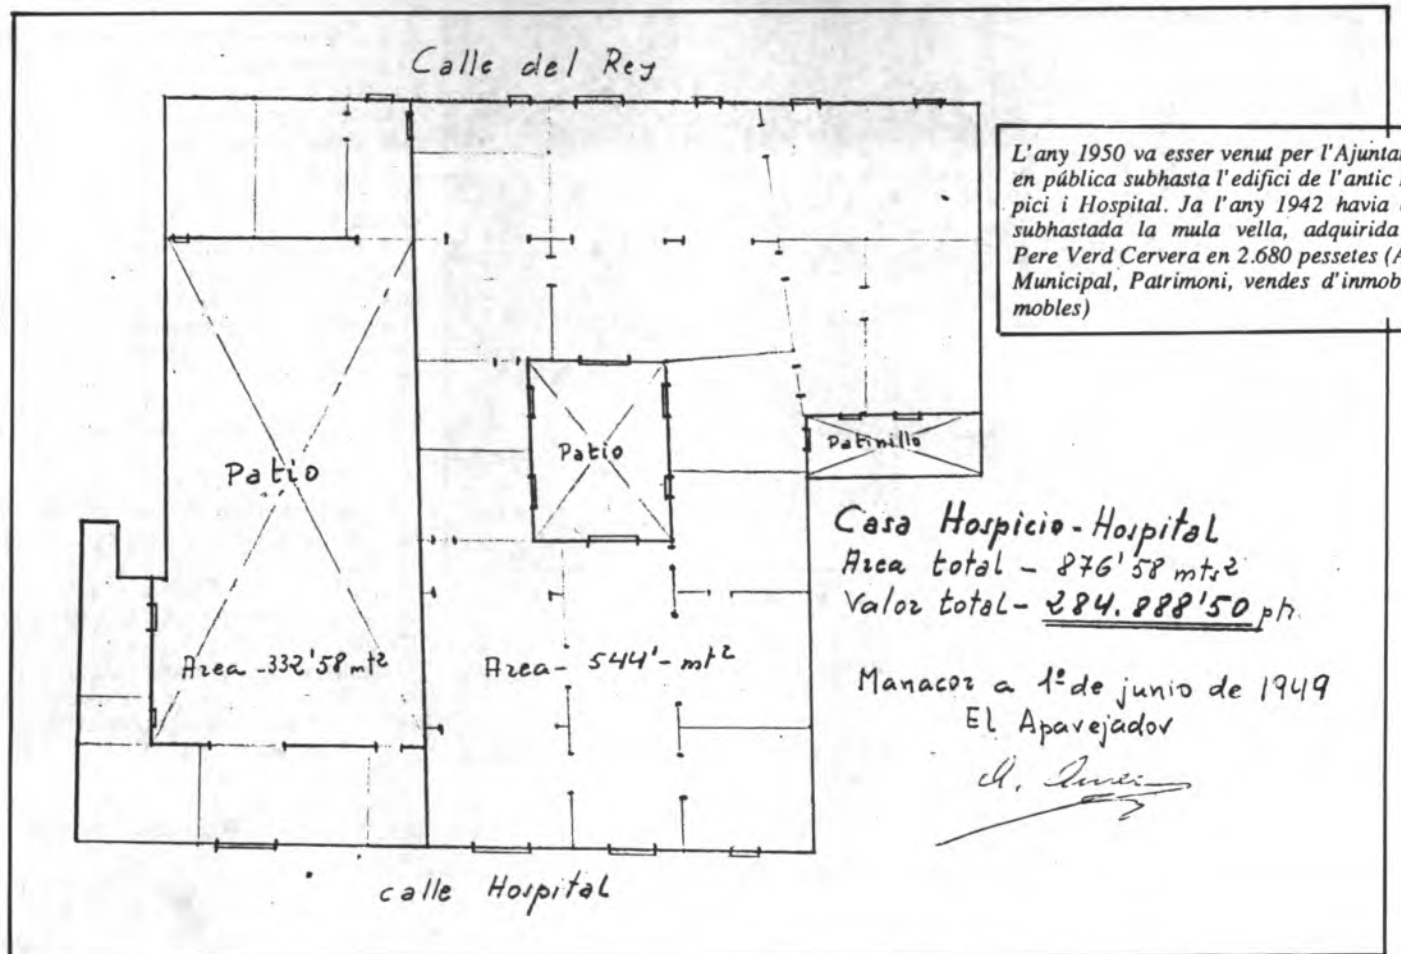 Calle del Rey
L'any 1950 va esser venut per l'Ajunta
en pública subhasta l'edifici de l'antic
pici i Hospital. Ja l'any 1942 havia
subhastada la mula vella, adquirida
Pere Verd Cervera en 2.680 pessetes (A
Municipal, Patrimoni, vendes d'inmob
mobles)
Patio
Patio
Patinillo
Casa Hospicio-Hospital
Area total - 876'58 mts2
Valor total - 284.888'50 pts.
Area - 332'58 mt2
Area - 544'- mt2
Manacor a 1º de junio de 1949
El Aparejador
calle Hospital